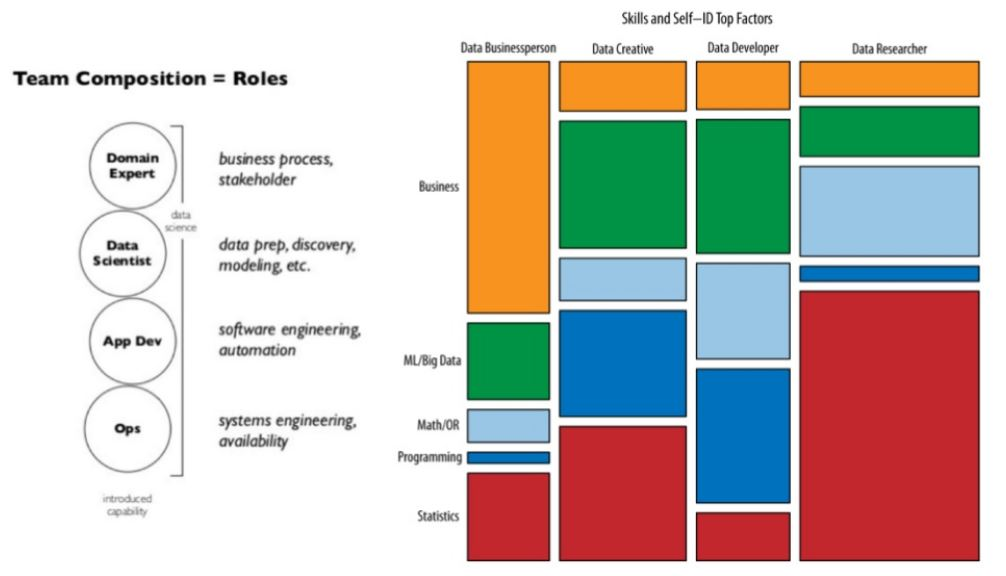 Skills and Self–ID Top Factors
Data Businessperson
Data Creative
Data Developer
Data Researcher
Team Composition = Roles
Domain
Expert
business process,
stakeholder
data
science
Data
Scientist
data prep, discovery,
modeling, etc.
App Dev
software engineering,
automation
Ops
systems engineering,
availability
introduced
capability
Business
ML/Big Data
Math/OR
Programming
Statistics